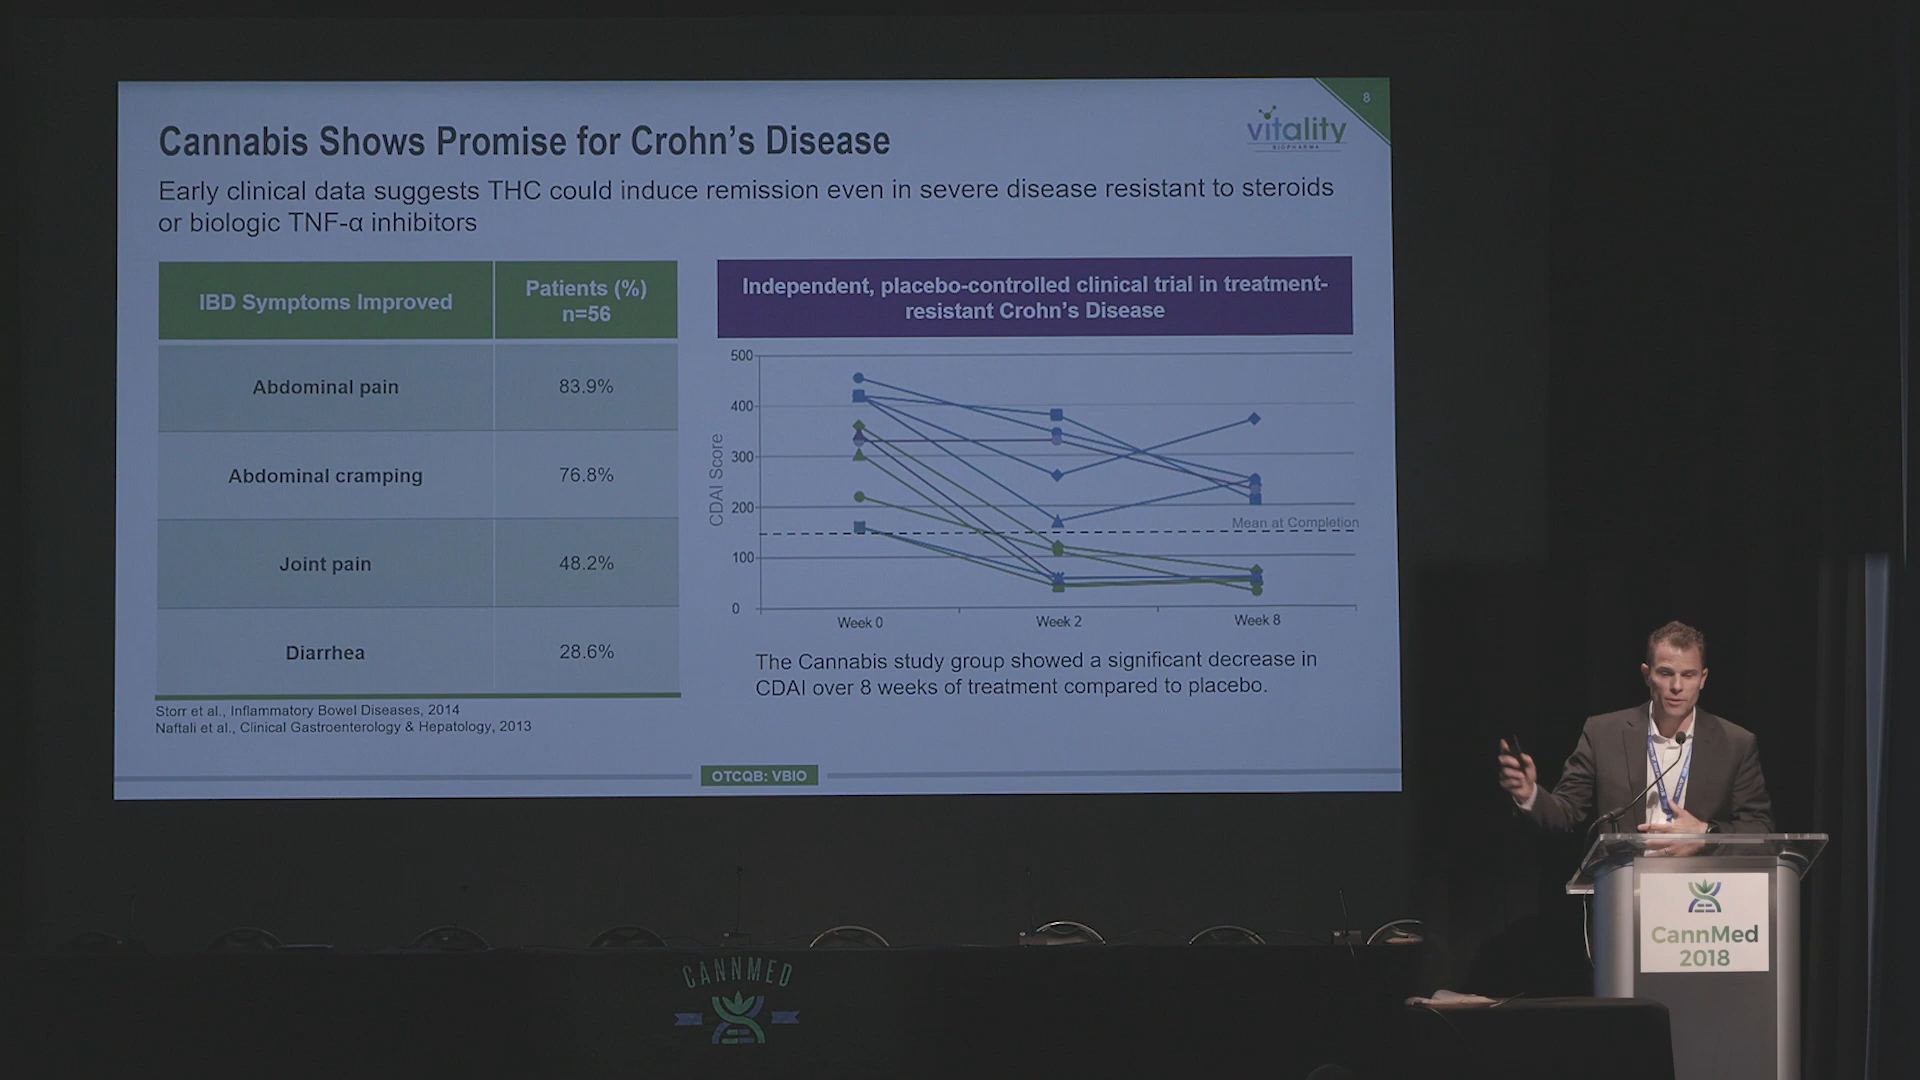 8
vitality
BIOPHARMA
Cannabis Shows Promise for Crohn's Disease
Early clinical data suggests THC could induce remission even in severe disease resistant to steroids
or biologic TNF-α inhibitors
IBD Symptoms Improved
Patients (%)
n=56
Abdominal pain
83.9%
Abdominal cramping
76.8%
Joint pain
48.2%
Diarrhea
28.6%
Storr et al., Inflammatory Bowel Diseases, 2014
Naftali et al., Clinical Gastroenterology & Hepatology, 2013
Independent, placebo-controlled clinical trial in treatment-
resistant Crohn's Disease
CDAI Score
500
400
300
200
100
0
Mean at Completion
Week 0
Week 2
Week 8
The Cannabis study group showed a significant decrease in
CDAI over 8 weeks of treatment compared to placebo.
OTCQB: VBIO
CannMed
2018
CANNMED